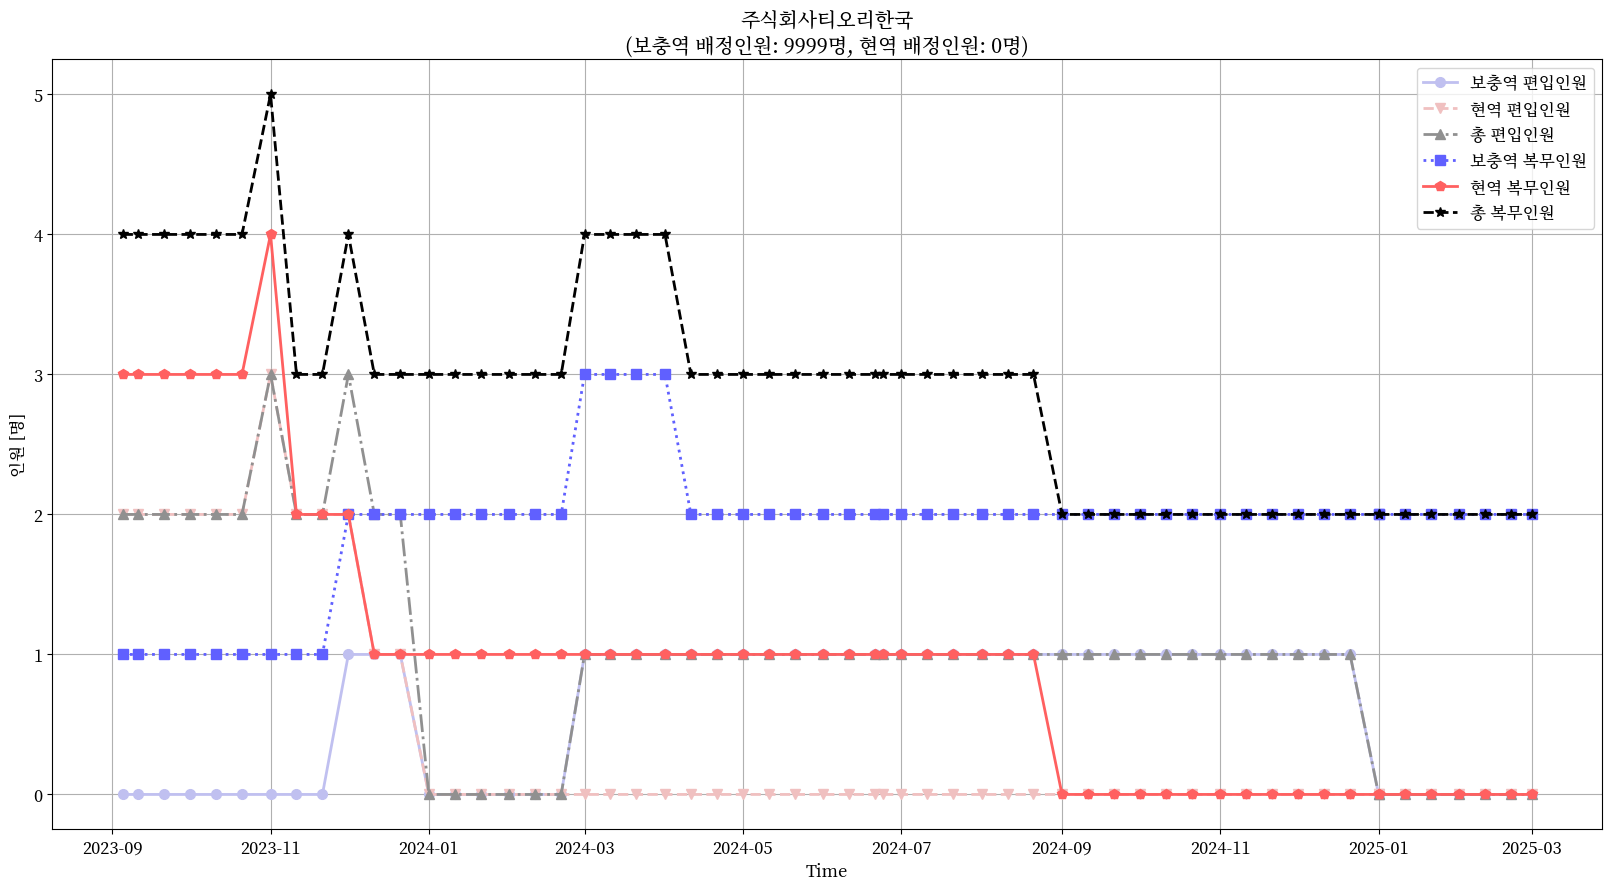 주식회사티오리한국
(보충역 배정인원: 9999명, 현역 배정인원: 0명)
보충역 편입인원
현역 편입인원
총 편입인원
보충역 복무인원
현역 복무인원
총 복무인원
인원 [명]
5
4
3
2
1
0
2023-09 2023-11 2024-01 2024-03 2024-05 2024-07 2024-09 2024-11 2025-01 2025-03
Time